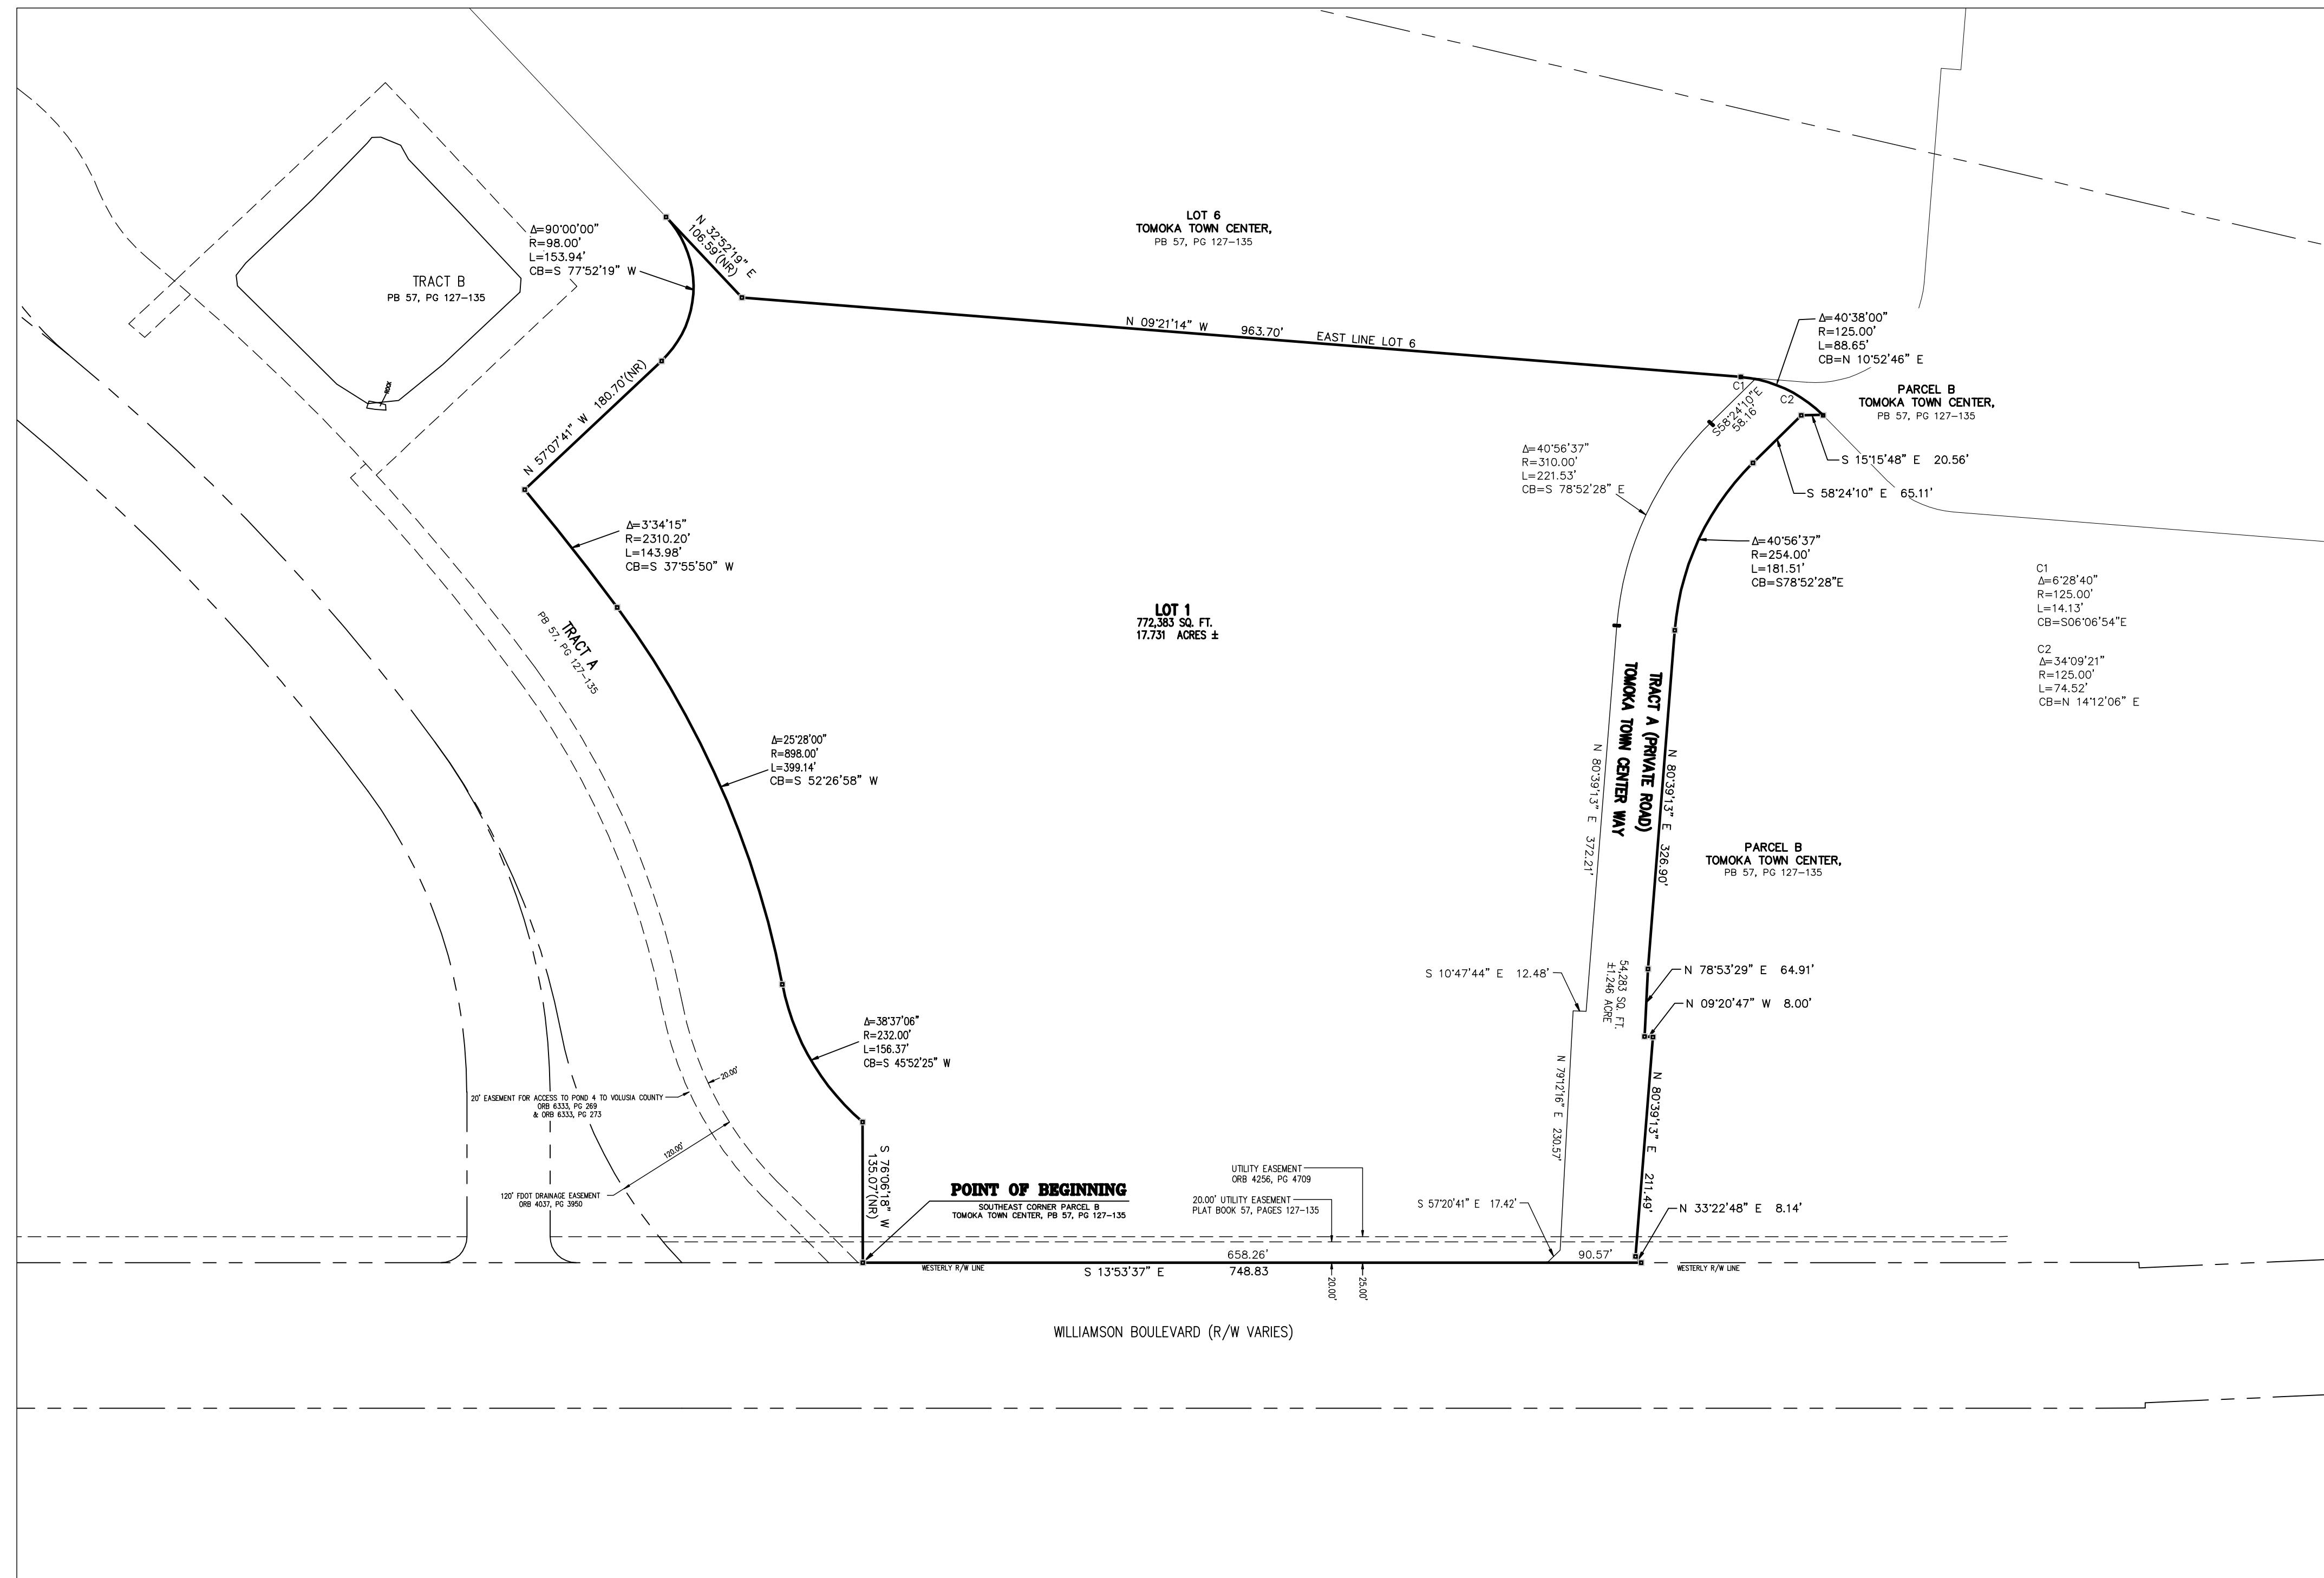 LOT 6
TOMOKA TOWN CENTER,
PB 57, PG 127-135
Δ=90°00'00"
R=98.00'
L=153.94'
CB=S 77°52'19" W
N 32°52'19" E
106.59'(NR)
TRACT B
PB 57, PG 127-135
ROCK
N 09°21'14" W 963.70' EAST LINE LOT 6
Δ=40°38'00"
R=125.00'
L=88.65'
CB=N 10°52'46" E
C1
C2
S58°24'10"E
58.16'
PARCEL B
TOMOKA TOWN CENTER,
PB 57, PG 127-135
N 57°07'41" W 180.70'(NR)
Δ=40°56'37"
R=310.00'
L=221.53'
CB=S 78°52'28" E
S 15°15'48" E 20.56'
S 58°24'10" E 65.11'
Δ=3°34'15"
R=2310.20'
L=143.98'
CB=S 37°55'50" W
Δ=40°56'37"
R=254.00'
L=181.51'
CB=S78°52'28"E
C1
Δ=6°28'40"
R=125.00'
L=14.13'
CB=S06°06'54"E
C2
Δ=34°09'21"
R=125.00'
L=74.52'
CB=N 14°12'06" E
TRACT A
PB 57, PG 127-135
LOT 1
772,383 SQ. FT.
17.731 ACRES ±
TRACT A (PRIVATE ROAD)
TOMOKA TOWN CENTER WAY
N 80°39'13" E 372.21'
N 80°39'13" E 326.90'
Δ=25°28'00"
R=898.00'
L=399.14'
CB=S 52°26'58" W
PARCEL B
TOMOKA TOWN CENTER,
PB 57, PG 127-135
S 10°47'44" E 12.48'
54,283 SQ. FT.
±1.246 ACRE
N 78°53'29" E 64.91'
N 09°20'47" W 8.00'
Δ=38°37'06"
R=232.00'
L=156.37'
CB=S 45°52'25" W
20.00'
20' EASEMENT FOR ACCESS TO POND 4 TO VOLUSIA COUNTY
ORB 6333, PG 269
& ORB 6333, PG 273
120.00'
120' FDOT DRAINAGE EASEMENT
ORB 4037, PG 3950
S 76°06'18" W
135.07'(NR)
POINT OF BEGINNING
SOUTHEAST CORNER PARCEL B
TOMOKA TOWN CENTER, PB 57, PG 127-135
UTILITY EASEMENT
ORB 4256, PG 4709
20.00' UTILITY EASEMENT
PLAT BOOK 57, PAGES 127-135
N 79°12'16" E 230.57'
N 80°39'13" E 211.49'
S 57°20'41" E 17.42'
N 33°22'48" E 8.14'
658.26'
90.57'
WESTERLY R/W LINE
S 13°53'37" E 748.83
20.00'
25.00'
WESTERLY R/W LINE
WILLIAMSON BOULEVARD (R/W VARIES)